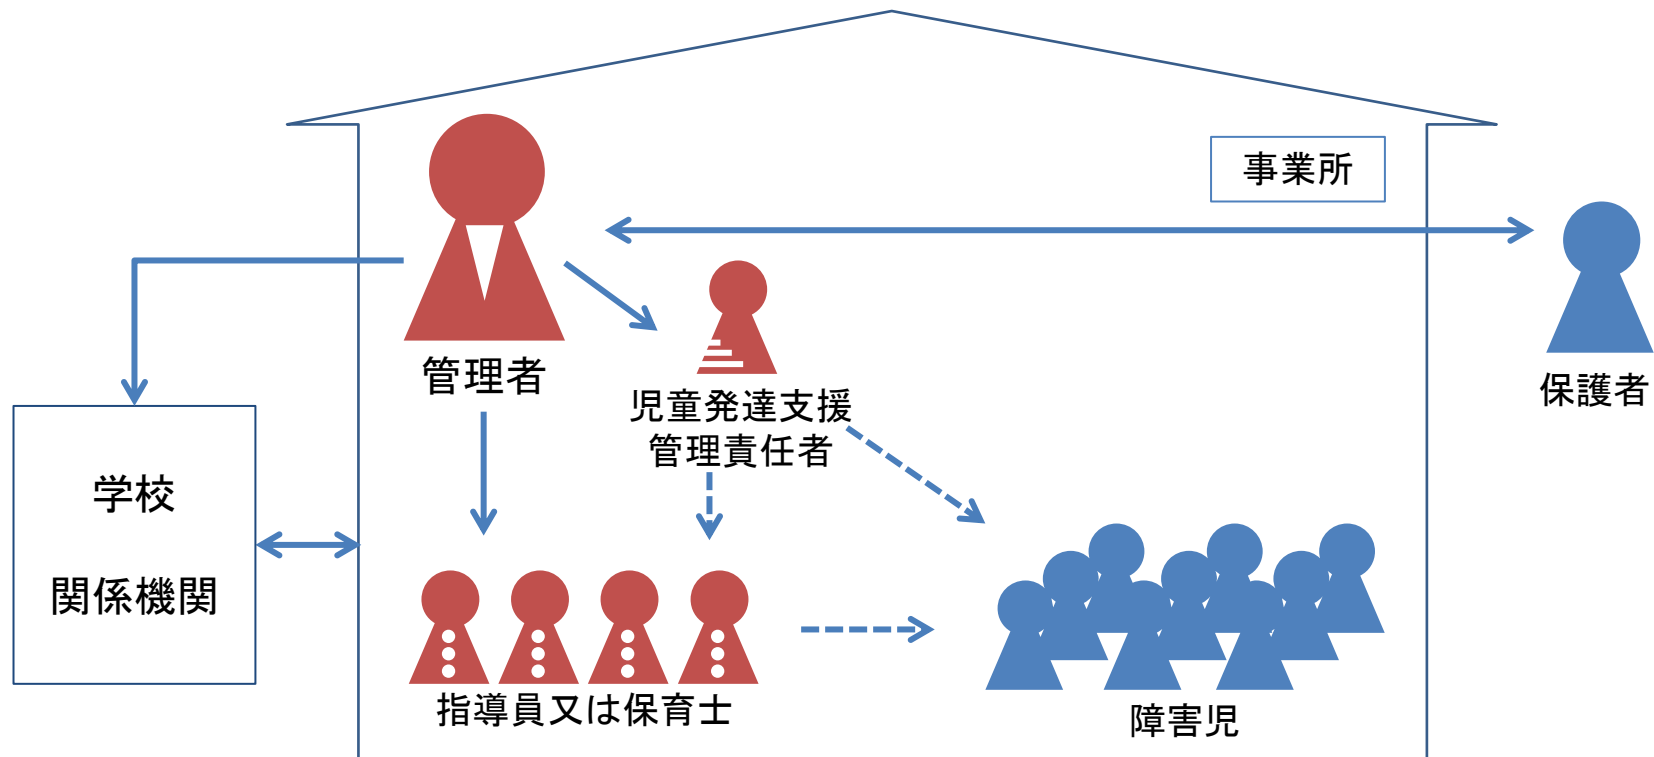 事業所
管理者
児童発達支援
管理責任者
保護者
学校
関係機関
指導員又は保育士
障害児